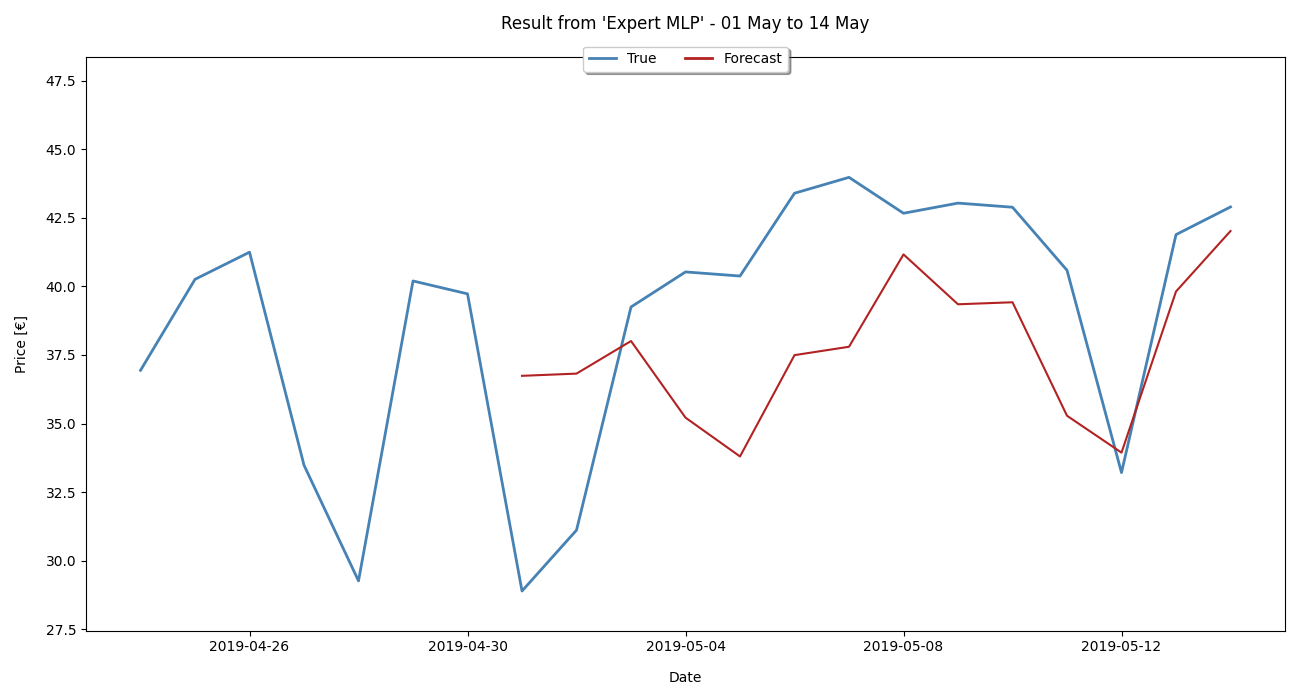 Result from 'Expert MLP' - 01 May to 14 May
True Forecast
47.5
45.0
42.5
40.0
37.5
35.0
32.5
30.0
27.5
Price [€]
2019-04-26 2019-04-30 2019-05-04 2019-05-08 2019-05-12
Date